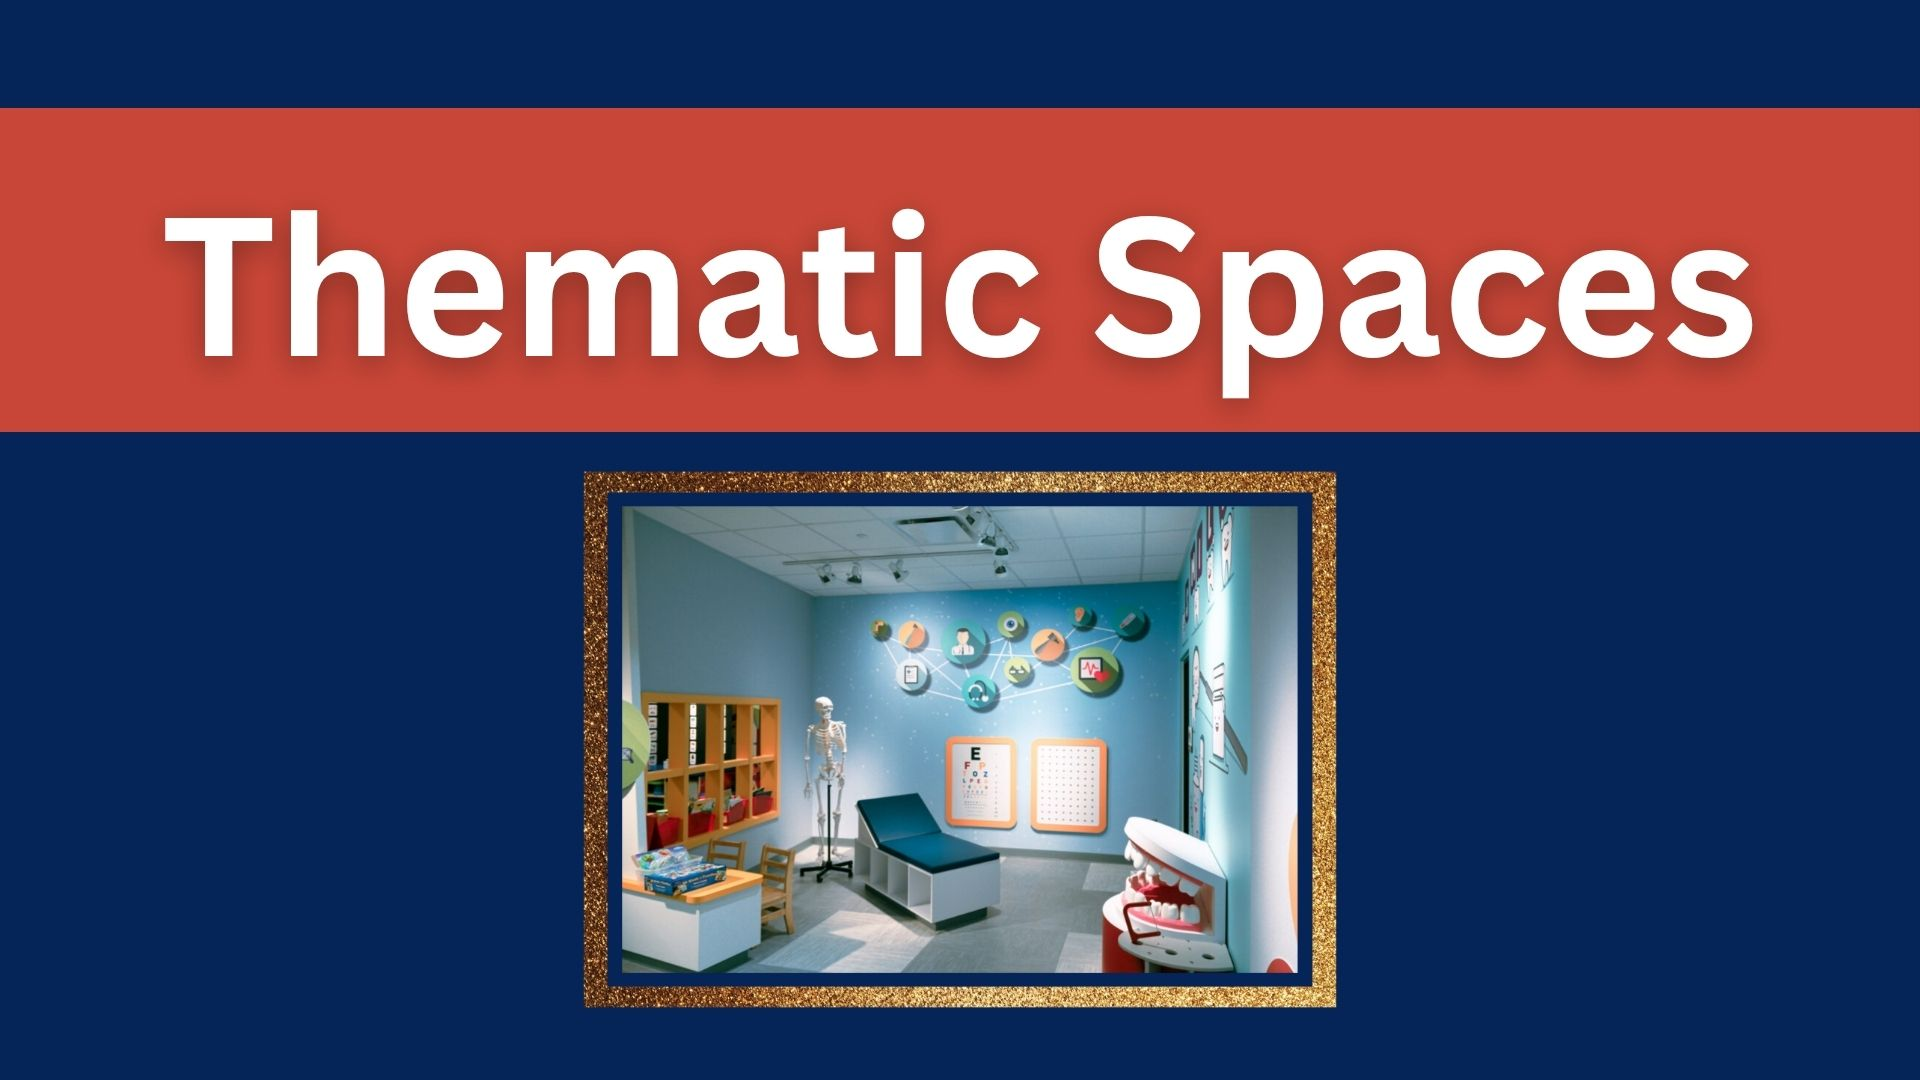 Thematic Spaces
E
F P
T O Z
L P E D